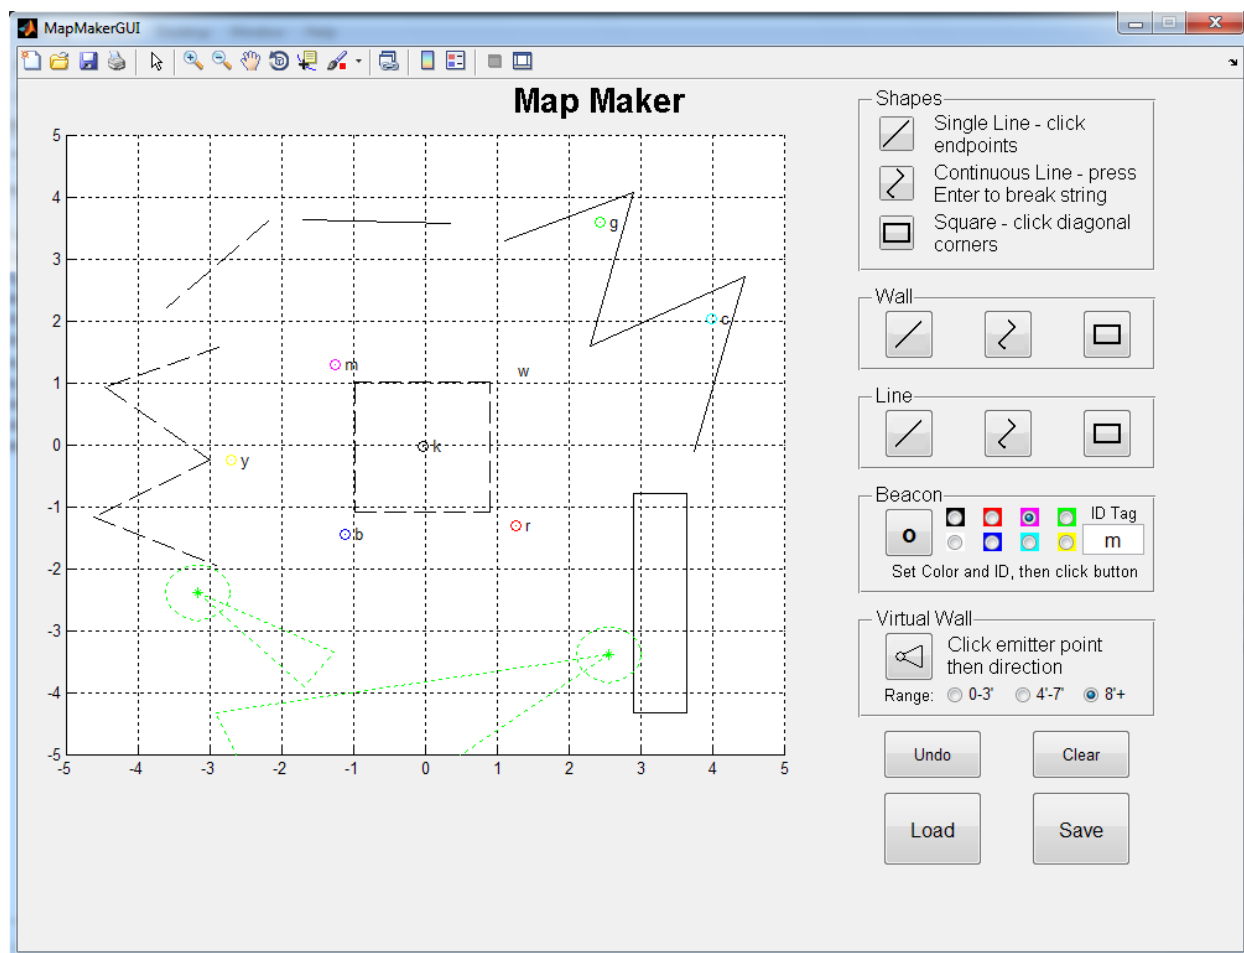 MapMakerGUI
Map Maker
5
4
3
2
1
0
-1
-2
-3
-4
-5
-5
-4
-3
-2
-1
0
1
2
3
4
5
g
c
m
w
k
y
b
r
Shapes
Single Line - click
endpoints
Continuous Line - press
Enter to break string
Square - click diagonal
corners
Wall
Line
Beacon
o
ID Tag
m
Set Color and ID, then click button
Virtual Wall
Click emitter point
then direction
Range: 0-3' 4'-7' 8'+
Undo
Clear
Load
Save